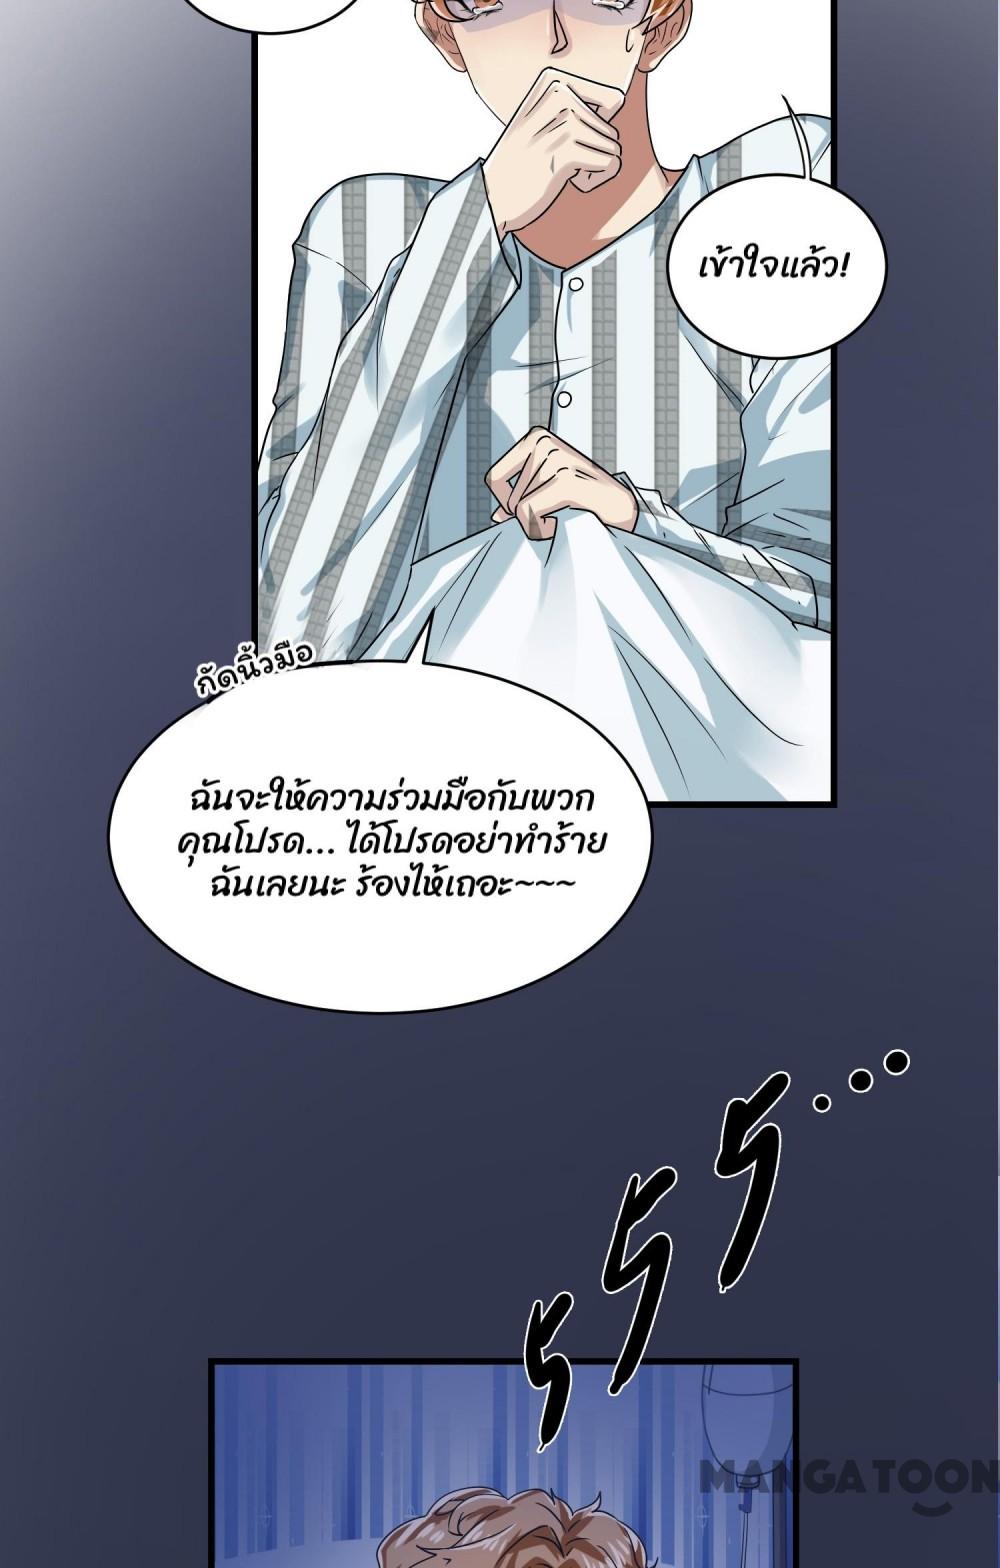 เข้าใจแล้ว!
กัดนิ้วมือ
ฉันจะให้ความร่วมมือกับพวก
คุณโปรด... ได้โปรดอย่าทำร้าย
ฉันเลยนะ ร้องไห้เถอะ~~~
รรร...
MANGATOON